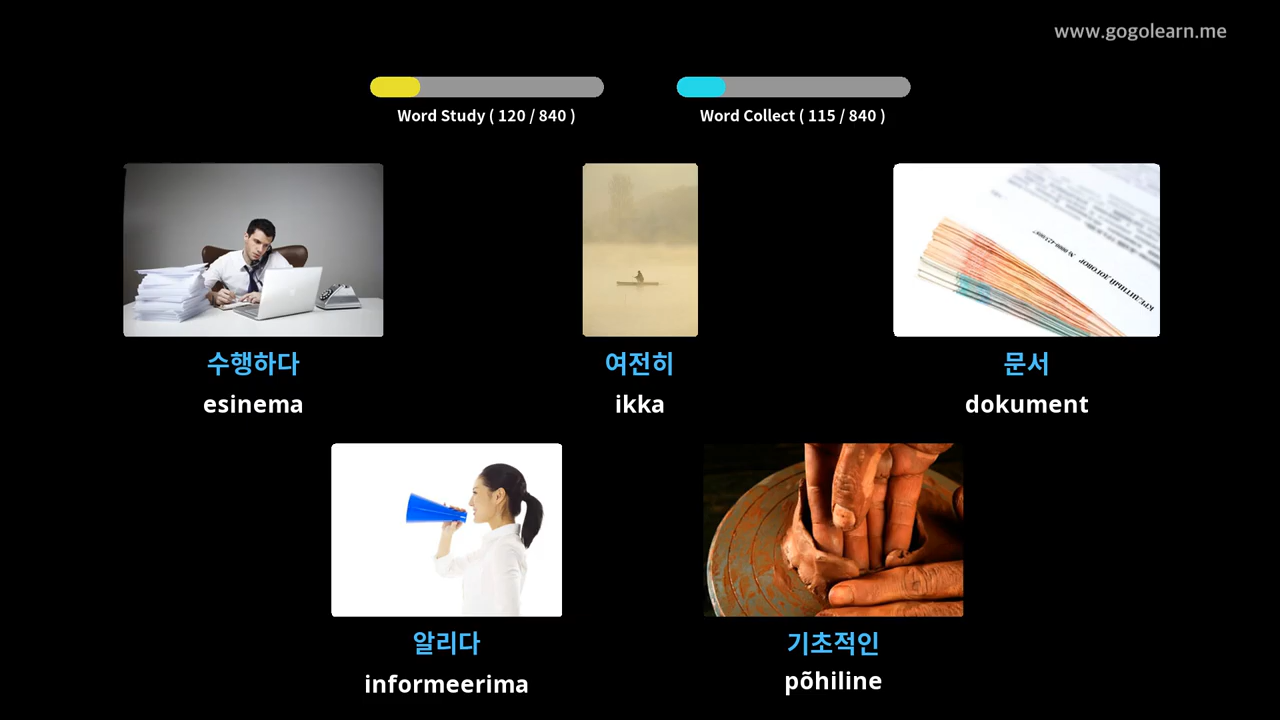 www.gogolearn.me
Word Study ( 120 / 840 )
Word Collect ( 115 / 840 )
수행하다
여전히
문서
esinema
ikka
dokument
알리다
기초적인
informeerima
põhiline